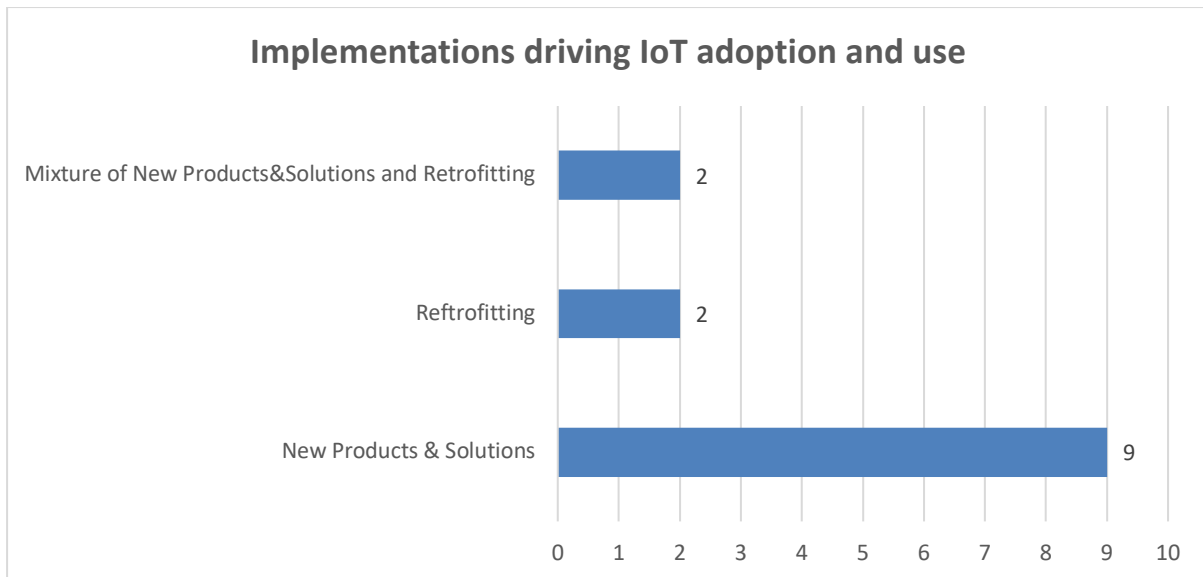 Implementations driving IoT adoption and use
Mixture of New Products&Solutions and Retrofitting
2
Reftrofitting
2
New Products & Solutions
9
0 1 2 3 4 5 6 7 8 9 10